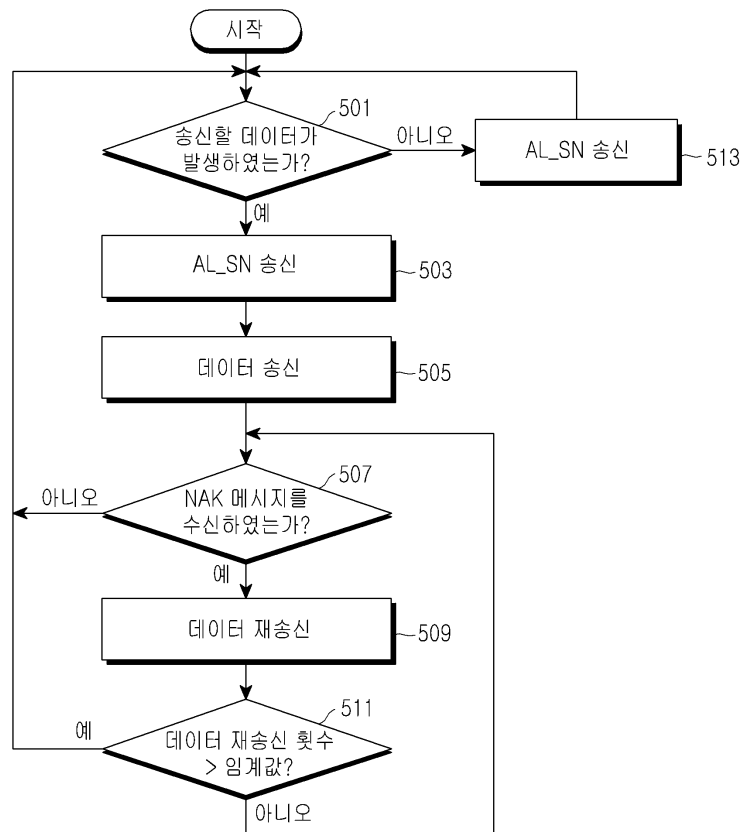 시작
501
송신할 데이터가
발생하였는가?
아니오
AL_SN 송신
513
예
AL_SN 송신
503
데이터 송신
505
507
아니오
NAK 메시지를
수신하였는가?
예
데이터 재송신
509
511
예
데이터 재송신 횟수
> 임계값?
아니오